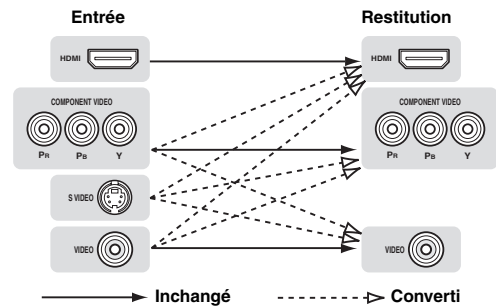 Entrée
Restitution
HDMI
HDMI
COMPONENT VIDEO
COMPONENT VIDEO
PR PB Y
PR PB Y
S VIDEO
VIDEO
VIDEO
Inchangé
Converti